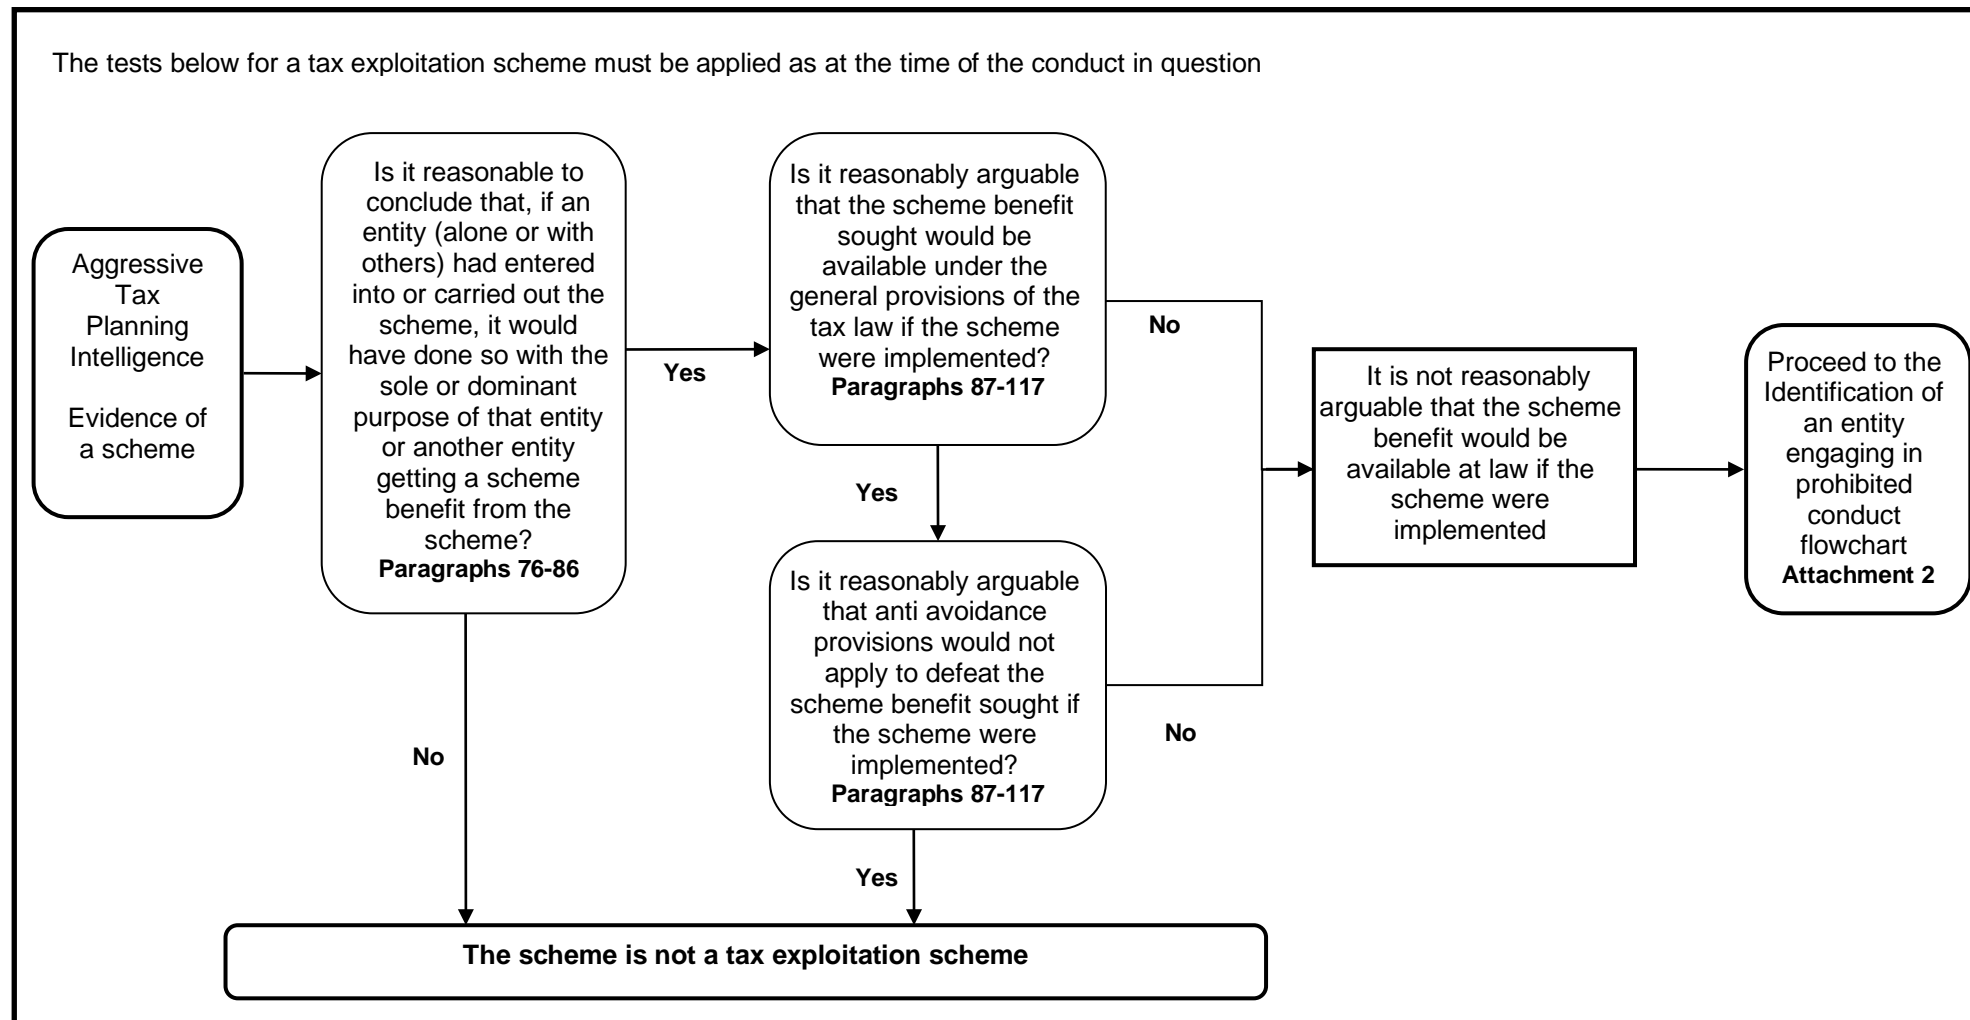 The tests below for a tax exploitation scheme must be applied as at the time of the conduct in question
Aggressive
Tax
Planning
Intelligence
Evidence of
a scheme
Is it reasonable to
conclude that, if an
entity (alone or with
others) had entered
into or carried out the
scheme, it would
have done so with the
sole or dominant
purpose of that entity
or another entity
getting a scheme
benefit from the
scheme?
Paragraphs 76-86
Yes
No
Is it reasonably arguable
that the scheme benefit
sought would be
available under the
general provisions of the
tax law if the scheme
were implemented?
Paragraphs 87-117
No
Yes
Is it reasonably arguable
that anti avoidance
provisions would not
apply to defeat the
scheme benefit sought if
the scheme were
implemented?
Paragraphs 87-117
No
Yes
It is not reasonably
arguable that the scheme
benefit would be
available at law if the
scheme were
implemented
Proceed to the
Identification of
an entity
engaging in
prohibited
conduct
flowchart
Attachment 2
The scheme is not a tax exploitation scheme